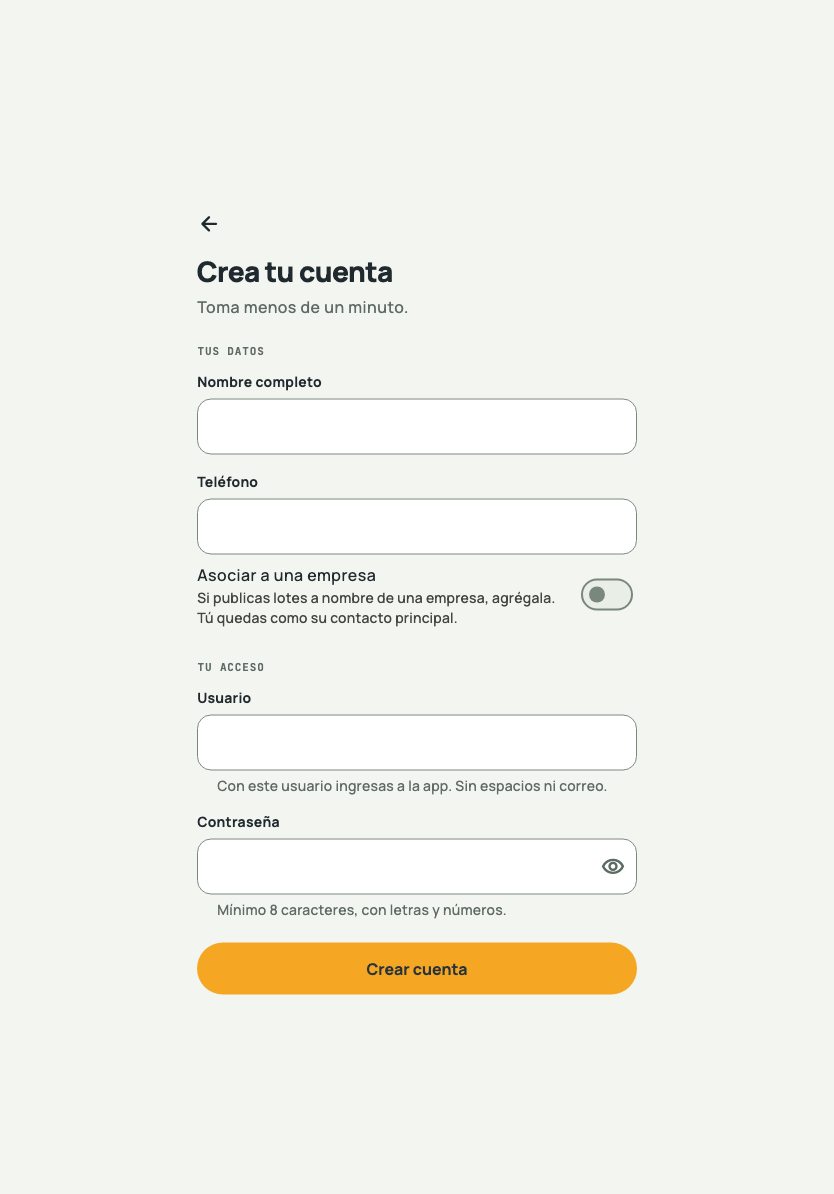 Crea tu cuenta
Toma menos de un minuto.
TUS DATOS
Nombre completo
Teléfono
Asociar a una empresa
Si publicas lotes a nombre de una empresa, agrégala.
Tú quedas como su contacto principal.
TU ACCESO
Usuario
Con este usuario ingresas a la app. Sin espacios ni correo.
Contraseña
Mínimo 8 caracteres, con letras y números.
Crear cuenta